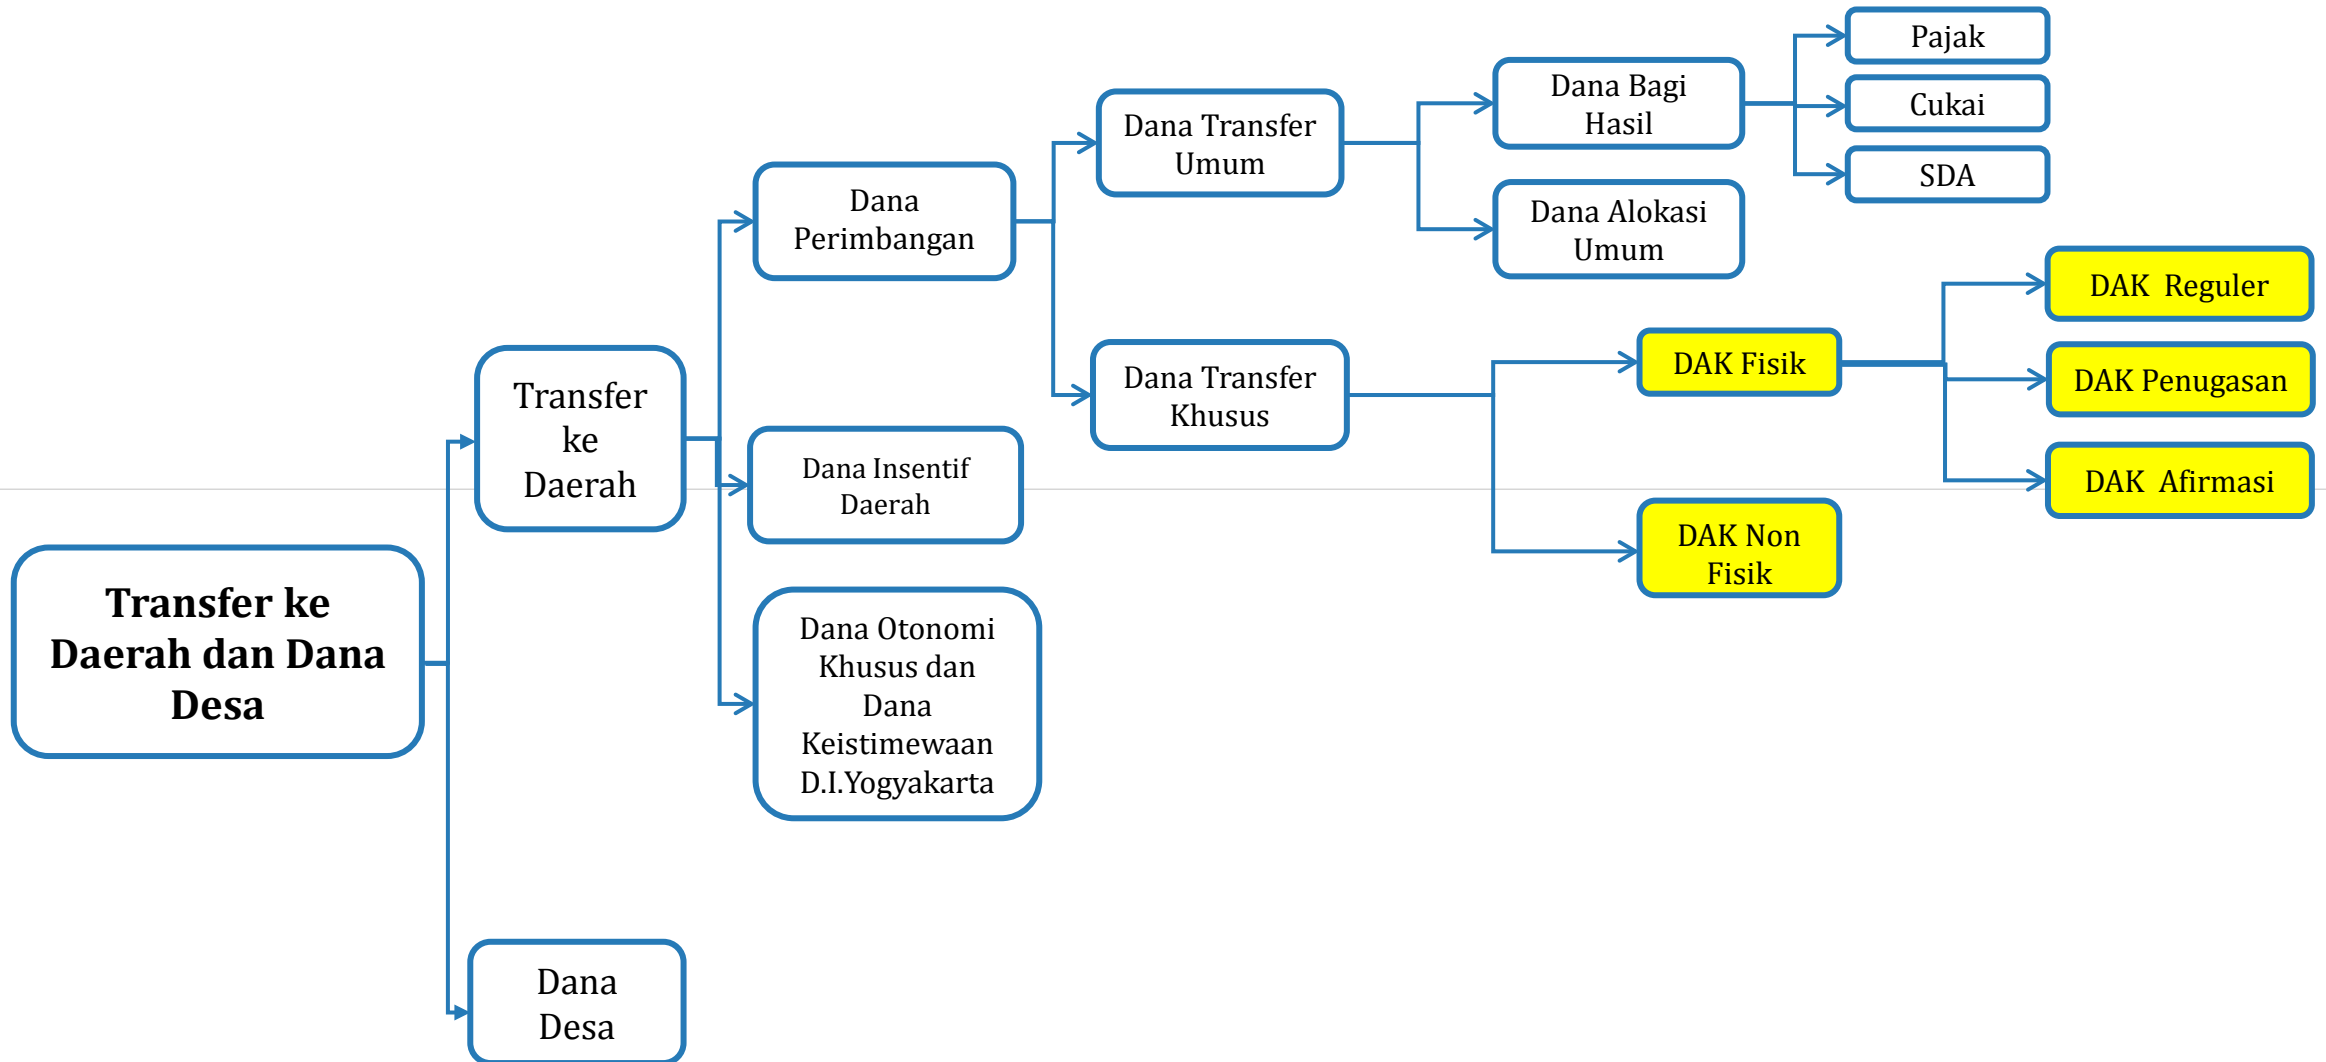 Transfer ke
Daerah dan Dana
Desa
Transfer
ke
Daerah
Dana
Desa
Dana
Perimbangan
Dana Insentif
Daerah
Dana Otonomi
Khusus dan
Dana
Keistimewaan
D.I.Yogyakarta
Dana Transfer
Umum
Dana Transfer
Khusus
Dana Bagi
Hasil
Dana Alokasi
Umum
Pajak
Cukai
SDA
DAK Fisik
DAK Non
Fisik
DAK  Reguler
DAK Penugasan
DAK  Afirmasi